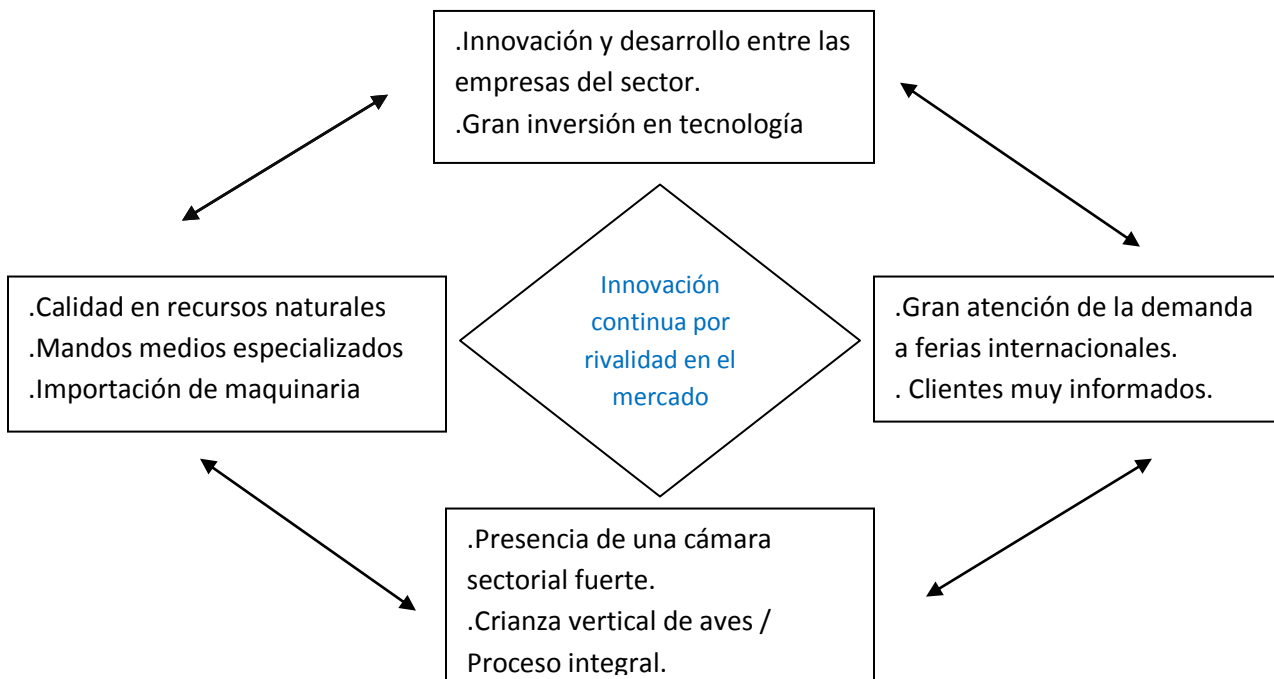 .Innovación y desarrollo entre las
empresas del sector.
.Gran inversión en tecnología
.Calidad en recursos naturales
.Mandos medios especializados
.Importación de maquinaria
Innovación
continua por
rivalidad en el
mercado
.Gran atención de la demanda
a ferias internacionales.
. Clientes muy informados.
.Presencia de una cámara
sectorial fuerte.
.Crianza vertical de aves /
Proceso integral.